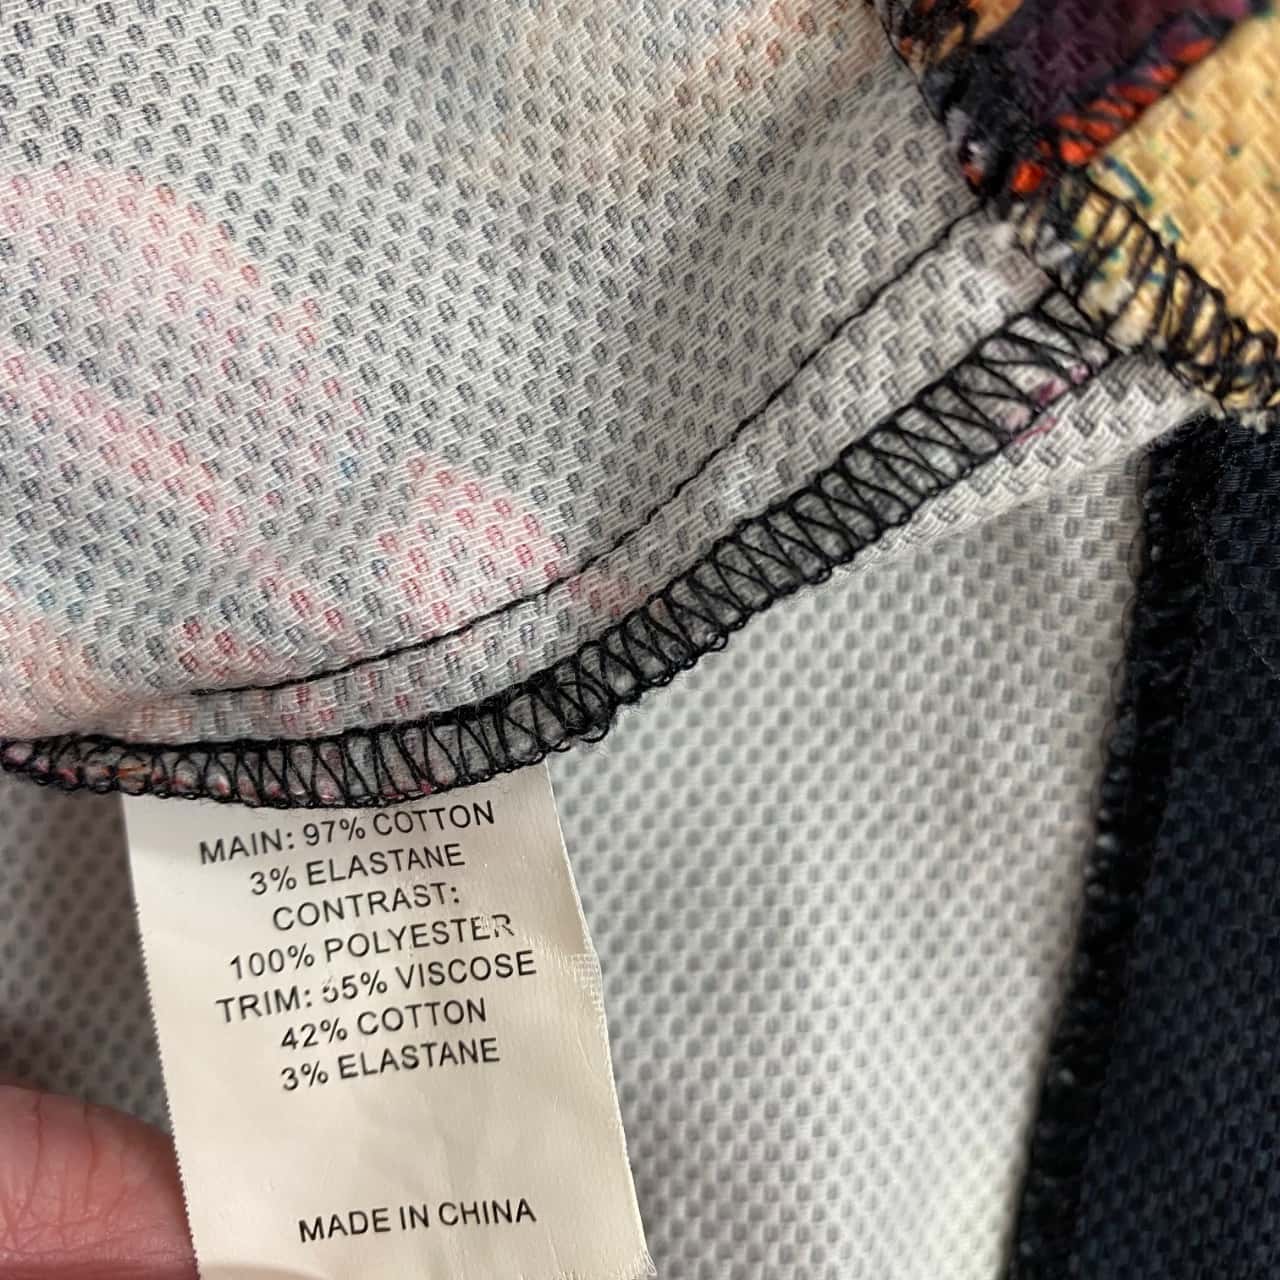 MAIN: 97% COTTON
3% ELASTANE
CONTRAST:
100% POLYESTER
TRIM: 55% VISCOSE
42% COTTON
3% ELASTANE
MADE IN CHINA